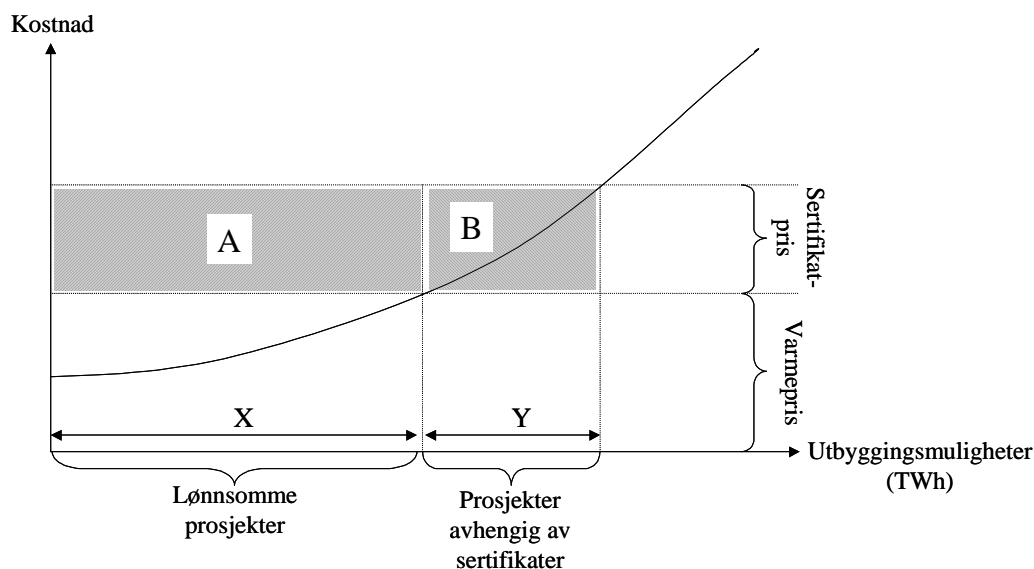 Kostnad
A
B
Sertifikat-
pris
Varmepris
X
Y
Utbyggingsmuligheter
(TWh)
Lønnsomme
prosjekter
Prosjekter
avhengig av
sertifikater